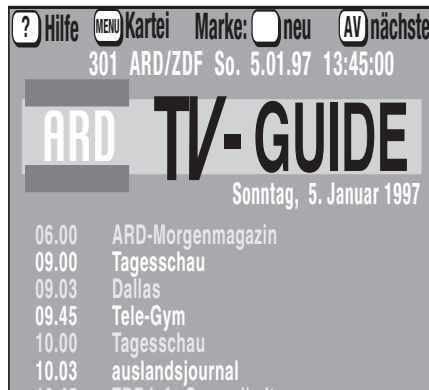 ? Hilfe MENU Kartei Marke: neu AV nächste
301 ARD/ZDF So. 5.01.97 13:45:00
ARD TV-GUIDE
Sonntag, 5. Januar 1997
06.00 ARD-Morgenmagazin
09.00 Tagesschau
09.03 Dallas
09.45 Tele-Gym
10.00 Tagesschau
10.03 auslandsjournal